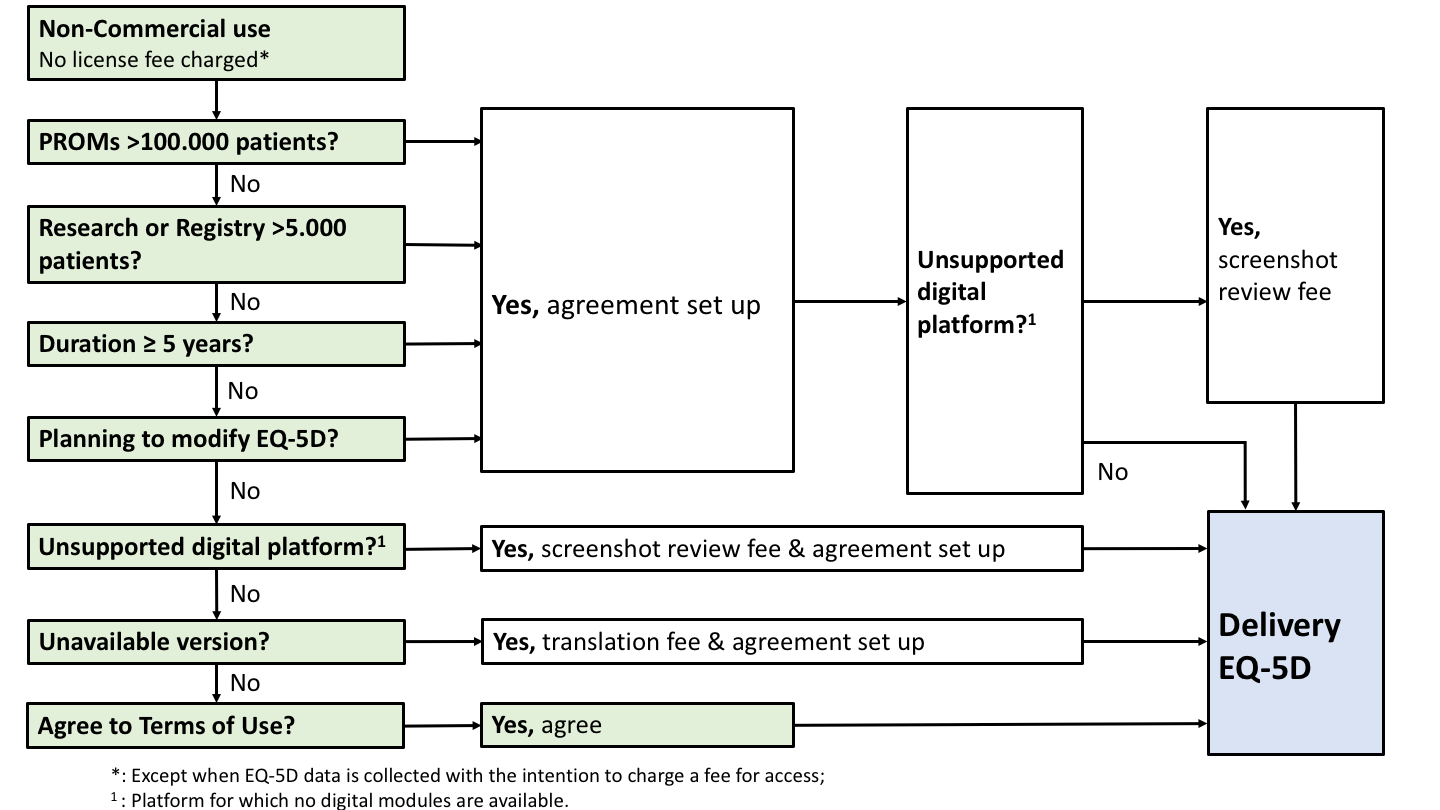 Non-Commercial use
No license fee charged*
PROMs >100.000 patients?
No
Research or Registry >5.000
patients?
No
Duration ≥ 5 years?
No
Planning to modify EQ-5D?
No
Yes, agreement set up
Unsupported
digital
platform?¹
Yes,
screenshot
review fee
No
Unsupported digital platform?¹
Yes, screenshot review fee & agreement set up
No
Unavailable version?
Yes, translation fee & agreement set up
No
Agree to Terms of Use?
Yes, agree
Delivery
EQ-5D
*: Except when EQ-5D data is collected with the intention to charge a fee for access;
¹ : Platform for which no digital modules are available.